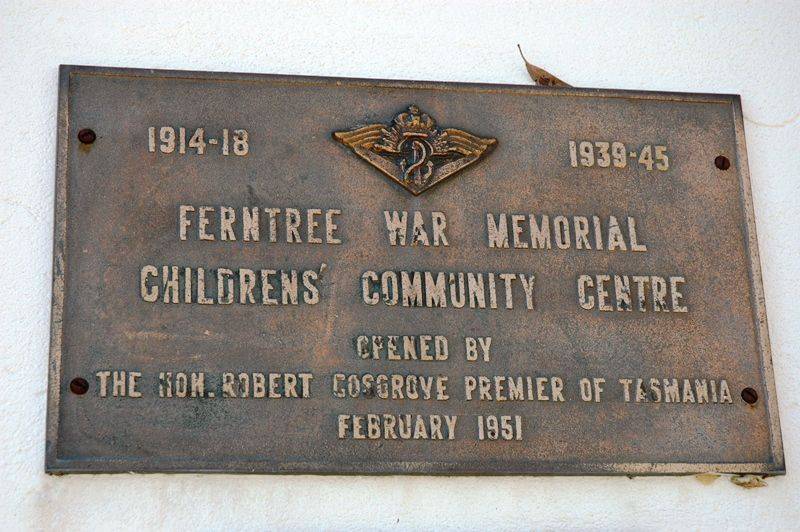 1914-18 1939-45
FERNTREE WAR MEMORIAL
CHILDRENS' COMMUNITY CENTRE
OPENED BY
THE HON. ROBERT COSGROVE PREMIER OF TASMANIA
FEBRUARY 1951